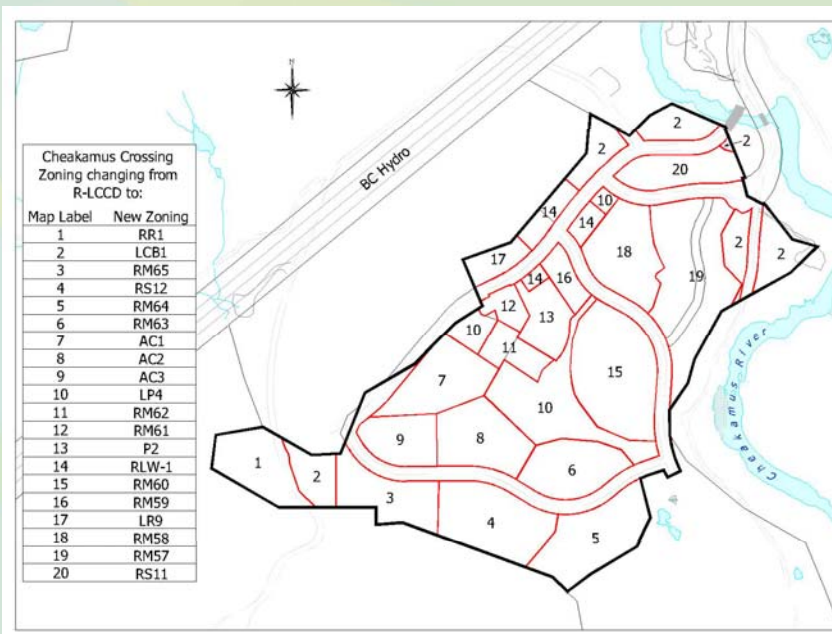 N
BC Hydro
Cheakamus Crossing
Zoning changing from
R-LCCD to:
Map Label New Zoning
1 RR1
2 LCB1
3 RM65
4 RS12
5 RM64
6 RM63
7 AC1
8 AC2
9 AC3
10 LP4
11 RM62
12 RM61
13 P2
14 RLW-1
15 RM60
16 RM59
17 LR9
18 RM58
19 RM57
20 RS11
2
2
2
20
10
14
14
18
2
2
17
14
16
19
12
13
10
11
7
15
10
9
8
6
1
2
3
4
5
Cheakamus River